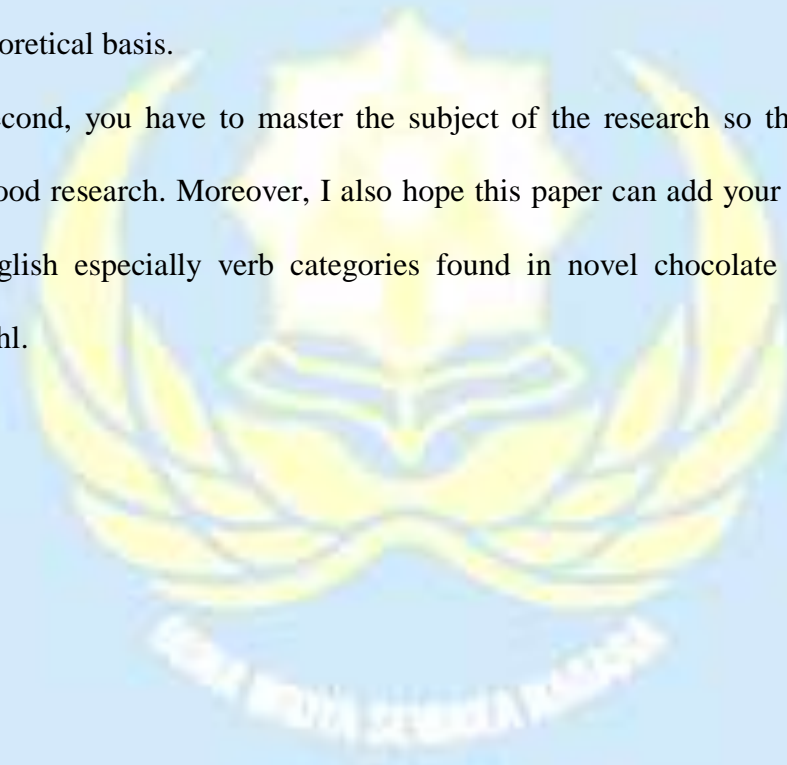 oretical basis.
econd, you have to master the subject of the research so th
ood research. Moreover, I also hope this paper can add your
glish especially verb categories found in novel chocolate
hl.